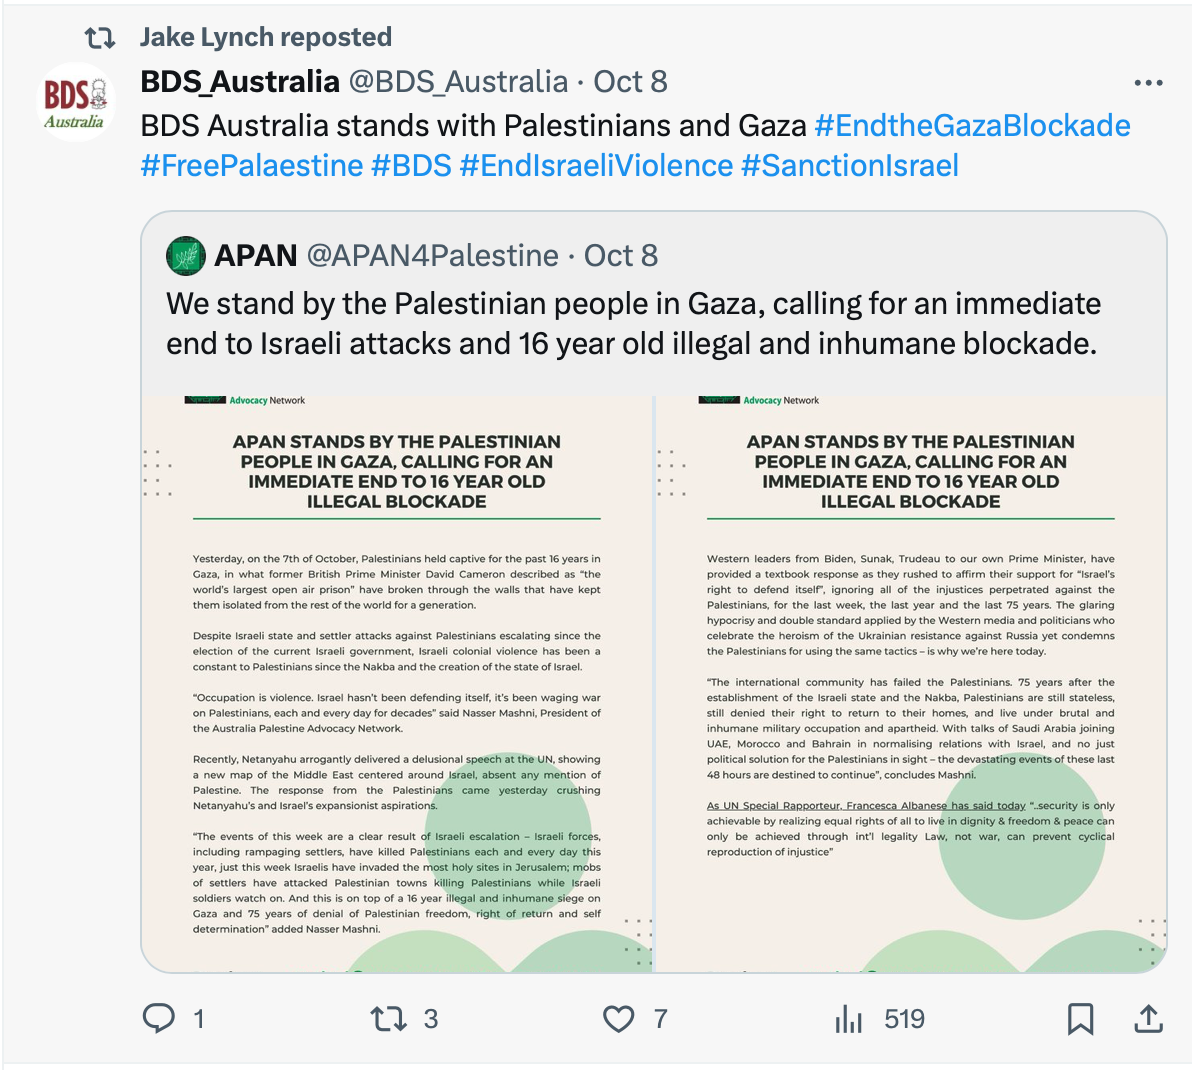 Jake Lynch reposted
BDS Australia
BDS_Australia @BDS_Australia · Oct 8
BDS Australia stands with Palestinians and Gaza #EndtheGazaBlockade
#FreePalaestine #BDS #EndIsraeliViolence #SanctionIsrael
APAN @APAN4Palestine · Oct 8
We stand by the Palestinian people in Gaza, calling for an immediate
end to Israeli attacks and 16 year old illegal and inhumane blockade.
Advocacy Network
APAN STANDS BY THE PALESTINIAN
PEOPLE IN GAZA, CALLING FOR AN
IMMEDIATE END TO 16 YEAR OLD
ILLEGAL BLOCKADE
Yesterday, on the 7th of October, Palestinians held captive for the past 16 years in
Gaza, in what former British Prime Minister David Cameron described as “the
world’s largest open air prison” have broken through the walls that have kept
them isolated from the rest of the world for a generation.
Despite Israeli state and settler attacks against Palestinians escalating since the
election of the current Israeli government, Israeli colonial violence has been a
constant to Palestinians since the Nakba and the creation of the state of Israel.
“Occupation is violence. Israel hasn’t been defending itself, it’s been waging war
on Palestinians, each and every day for decades” said Nasser Mashni, President of
the Australia Palestine Advocacy Network.
Recently, Netanyahu arrogantly delivered a delusional speech at the UN, showing
a new map of the Middle East centered around Israel, absent any mention of
Palestine. The response from the Palestinians came yesterday crushing
Netanyahu’s and Israel’s expansionist aspirations.
“The events of this week are a clear result of Israeli escalation – Israeli forces,
including rampaging settlers, have killed Palestinians each and every day this
year, just this week Israelis have invaded the most holy sites in Jerusalem; mobs
of settlers have attacked Palestinian towns killing Palestinians while Israeli
soldiers watch on. And this is on top of a 16 year illegal and inhumane siege on
Gaza and 75 years of denial of Palestinian freedom, right of return and self
determination” added Nasser Mashni.
Advocacy Network
APAN STANDS BY THE PALESTINIAN
PEOPLE IN GAZA, CALLING FOR AN
IMMEDIATE END TO 16 YEAR OLD
ILLEGAL BLOCKADE
Western leaders from Biden, Sunak, Trudeau to our own Prime Minister, have
provided a textbook response as they rushed to affirm their support for “Israel’s
right to defend itself”, ignoring all of the injustices perpetrated against the
Palestinians, for the last week, the last year and the last 75 years. The glaring
hypocrisy and double standard applied by the Western media and politicians who
celebrate the heroism of the Ukrainian resistance against Russia yet condemns
the Palestinians for using the same tactics – is why we’re here today.
“The international community has failed the Palestinians. 75 years after the
establishment of the Israeli state and the Nakba, Palestinians are still stateless,
still denied their right to return to their homes, and live under brutal and
inhumane military occupation and apartheid. With talks of Saudi Arabia joining
UAE, Morocco and Bahrain in normalising relations with Israel, and no just
political solution for the Palestinians in sight – the devastating events of these last
48 hours are destined to continue”, concludes Mashni.
As UN Special Rapporteur, Francesca Albanese has said today “..security is only
achievable by realizing equal rights of all to live in dignity & freedom & peace can
only be achieved through int’l legality Law, not war, can prevent cyclical
reproduction of injustice”
1 3 7 519